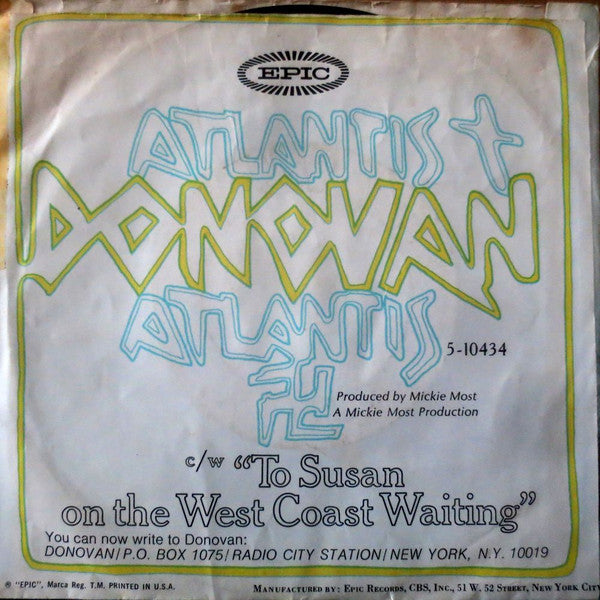 EPIC
ATLANTIS
DONOVAN
ATLANTIS
5-10434
Produced by Mickie Most
A Mickie Most Production
c/w "To Susan
on the West Coast Waiting"
You can now write to Donovan:
DONOVAN/P.O. BOX 1075/RADIO CITY STATION/NEW YORK, N.Y. 10019
® "EPIC", Marca Reg. T.M. PRINTED IN U.S.A.
MANUFACTURED BY: EPIC RECORDS, CBS, INC., 51 W. 52 STREET, NEW YORK CITY